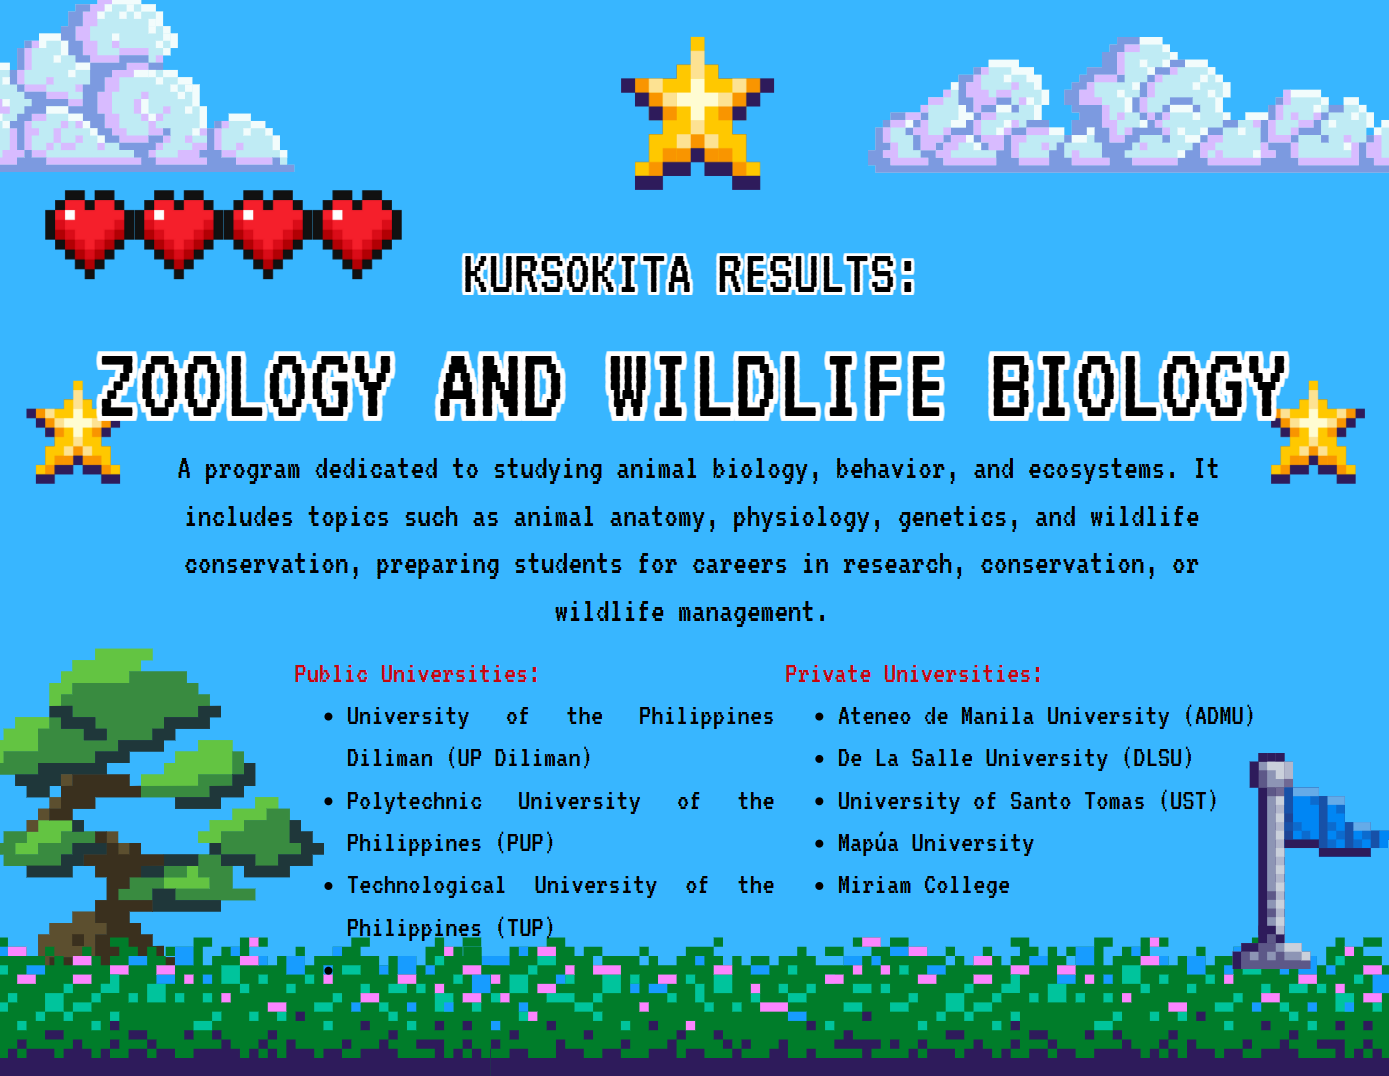 KURSOKITA RESULTS:
ZOOLOGY AND WILDLIFE BIOLOGY
A program dedicated to studying animal biology, behavior, and ecosystems. It
includes topics such as animal anatomy, physiology, genetics, and wildlife
conservation, preparing students for careers in research, conservation, or
wildlife management.
Public Universities:
• University of the Philippines
Diliman (UP Diliman)
• Polytechnic University of the
Philippines (PUP)
• Technological University of the
Philippines (TUP)
•
Private Universities:
• Ateneo de Manila University (ADMU)
• De La Salle University (DLSU)
• University of Santo Tomas (UST)
• Mapúa University
• Miriam College